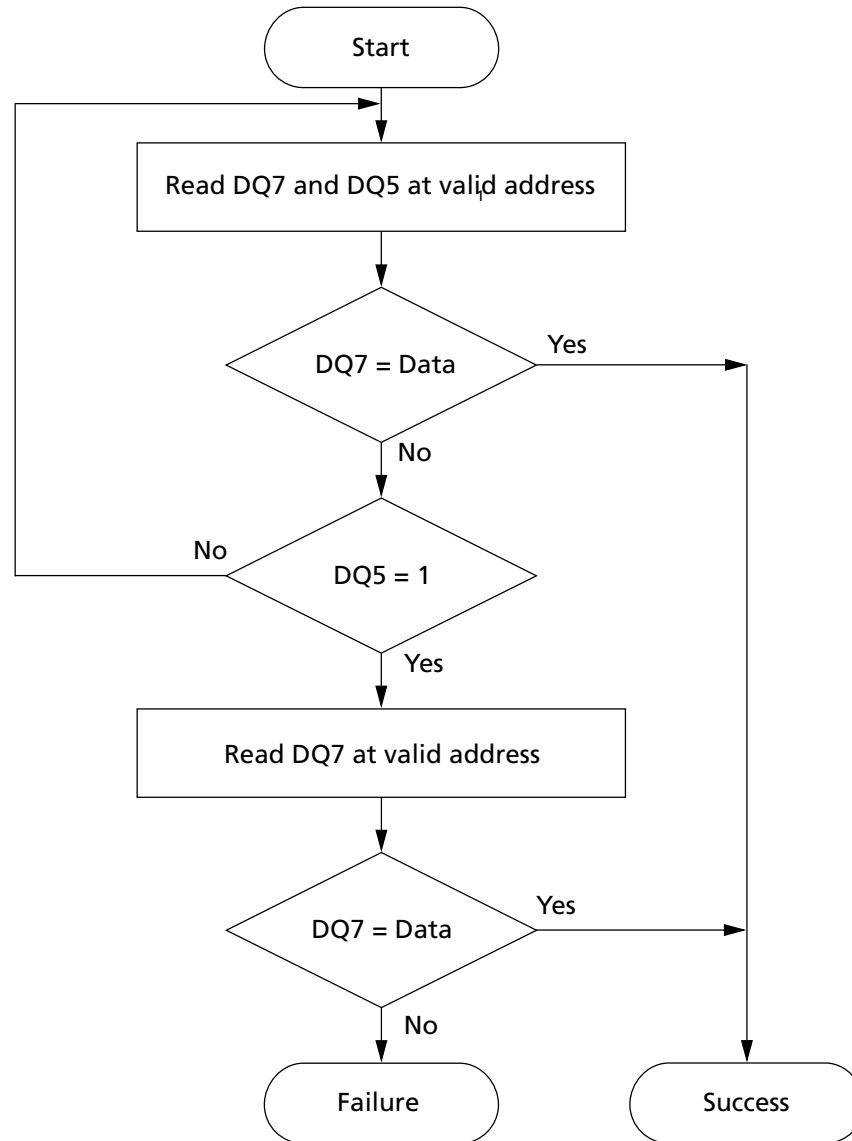 Start
Read DQ7 and DQ5 at valid address
1
DQ7 = Data
Yes
No
No
DQ5 = 1
Yes
Read DQ7 at valid address
DQ7 = Data
Yes
No
Failure
Success